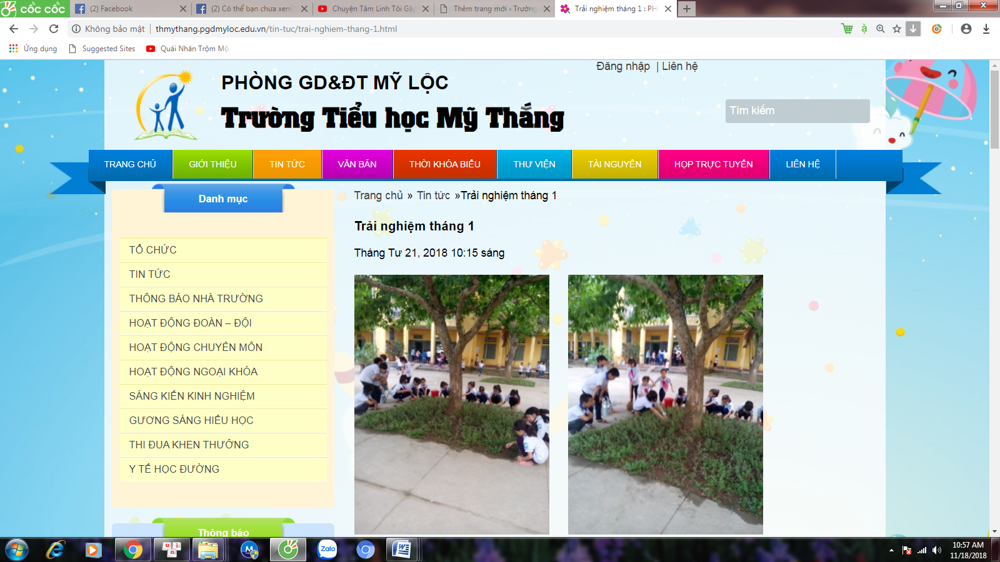 cốc cốc
(2) Facebook
(2) Có thể bạn chưa xem
Chuyện Tâm Linh Tôi Gặp
Thêm trang mới ‹ Trường
Trải nghiệm tháng 1 : PH
Không bảo mật
thmythang.pgdmyloc.edu.vn/tin-tuc/trai-nghiem-thang-1.html
Ứng dụng
Suggested Sites
Quái Nhân Trộm Mộ
Đăng nhập | Liên hệ
PHÒNG GD&ĐT MỸ LỘC
Trường Tiểu học Mỹ Thắng
Tìm kiếm
TRANG CHỦ
GIỚI THIỆU
TIN TỨC
VĂN BẢN
THỜI KHÓA BIỂU
THƯ VIỆN
TÀI NGUYÊN
HỌP TRỰC TUYẾN
LIÊN HỆ
Danh mục
TỔ CHỨC
TIN TỨC
THÔNG BÁO NHÀ TRƯỜNG
HOẠT ĐỘNG ĐOÀN – ĐỘI
HOẠT ĐỘNG CHUYÊN MÔN
HOẠT ĐỘNG NGOẠI KHÓA
SÁNG KIẾN KINH NGHIỆM
GƯƠNG SÁNG HIẾU HỌC
THI ĐUA KHEN THƯỞNG
Y TẾ HỌC ĐƯỜNG
Thông báo
Trang chủ » Tin tức »Trải nghiệm tháng 1
Trải nghiệm tháng 1
Tháng Tư 21, 2018 10:15 sáng
Zalo
10:57 AM
11/18/2018